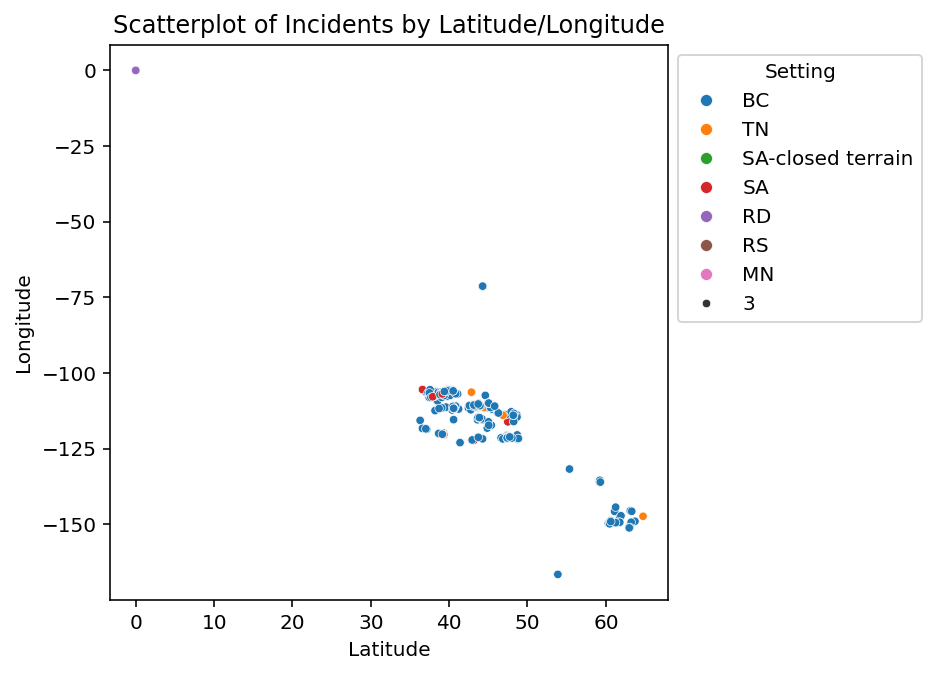 Scatterplot of Incidents by Latitude/Longitude
Setting
BC
TN
SA-closed terrain
SA
RD
RS
MN
3
0
−25
−50
−75
−100
−125
−150
Longitude
0
10
20
30
40
50
60
Latitude